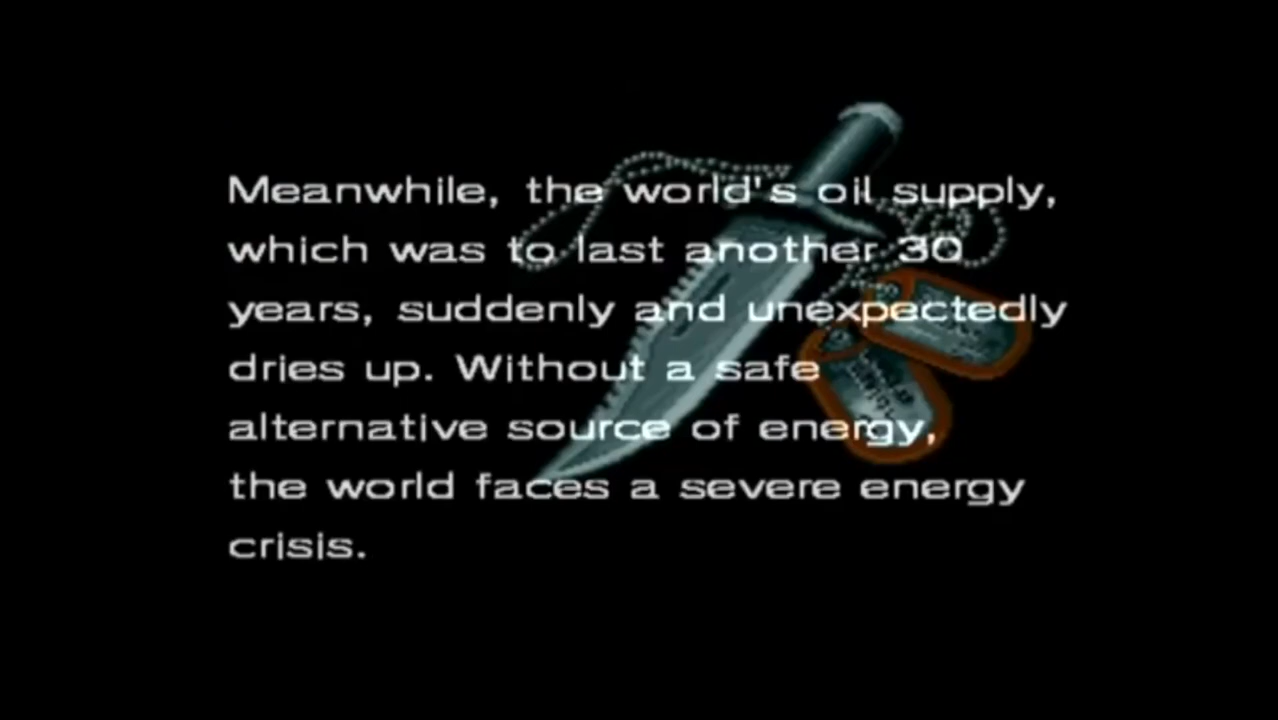 Meanwhile, the world's oil supply,
which was to last another 30
years, suddenly and unexpectedly
dries up. Without a safe
alternative source of energy,
the world faces a severe energy
crisis.